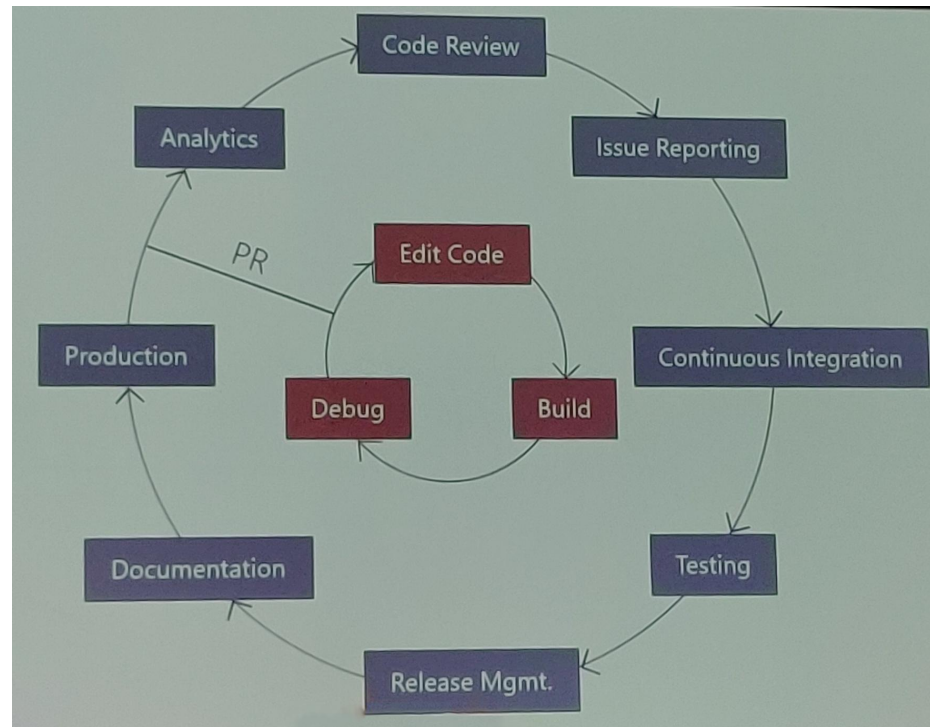 Code Review
Analytics
Issue Reporting
PR
Edit Code
Production
Continuous Integration
Debug
Build
Documentation
Testing
Release Mgmt.